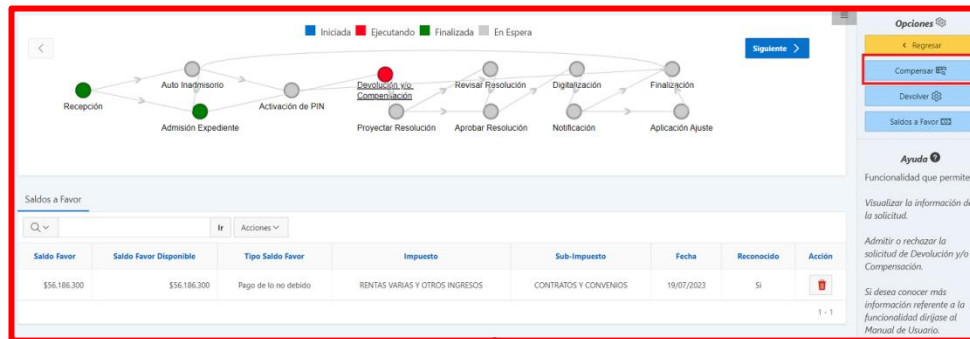 Iniciada Ejecutando Finalizada En Espera
Siguiente >
Recepción
Auto Inadmisorio
Admisión Expediente
Activación de PIN
Devolución y/o
Compensación
Proyectar Resolución
Revisar Resolución
Aprobar Resolución
Digitalización
Notificación
Finalización
Aplicación Ajuste
Saldos a Favor
Ir Acciones
Saldo Favor Saldo Favor Disponible Tipo Saldo Favor Impuesto Sub-Impuesto Fecha Reconocido Acción
$56.186.300 $56.186.300 Pago de lo no debido RENTAS VARIAS Y OTROS INGRESOS CONTRATOS Y CONVENIOS 19/07/2023 Si
1 - 1
Opciones
< Regresar
Compensar
Devolver
Saldos a Favor
Ayuda
Funcionalidad que permite
Visualizar la información de
la solicitud.
Admitir o rechazar la
solicitud de Devolución y/o
Compensación.
Si desea conocer más
información referente a la
funcionalidad diríjase al
Manual de Usuario.